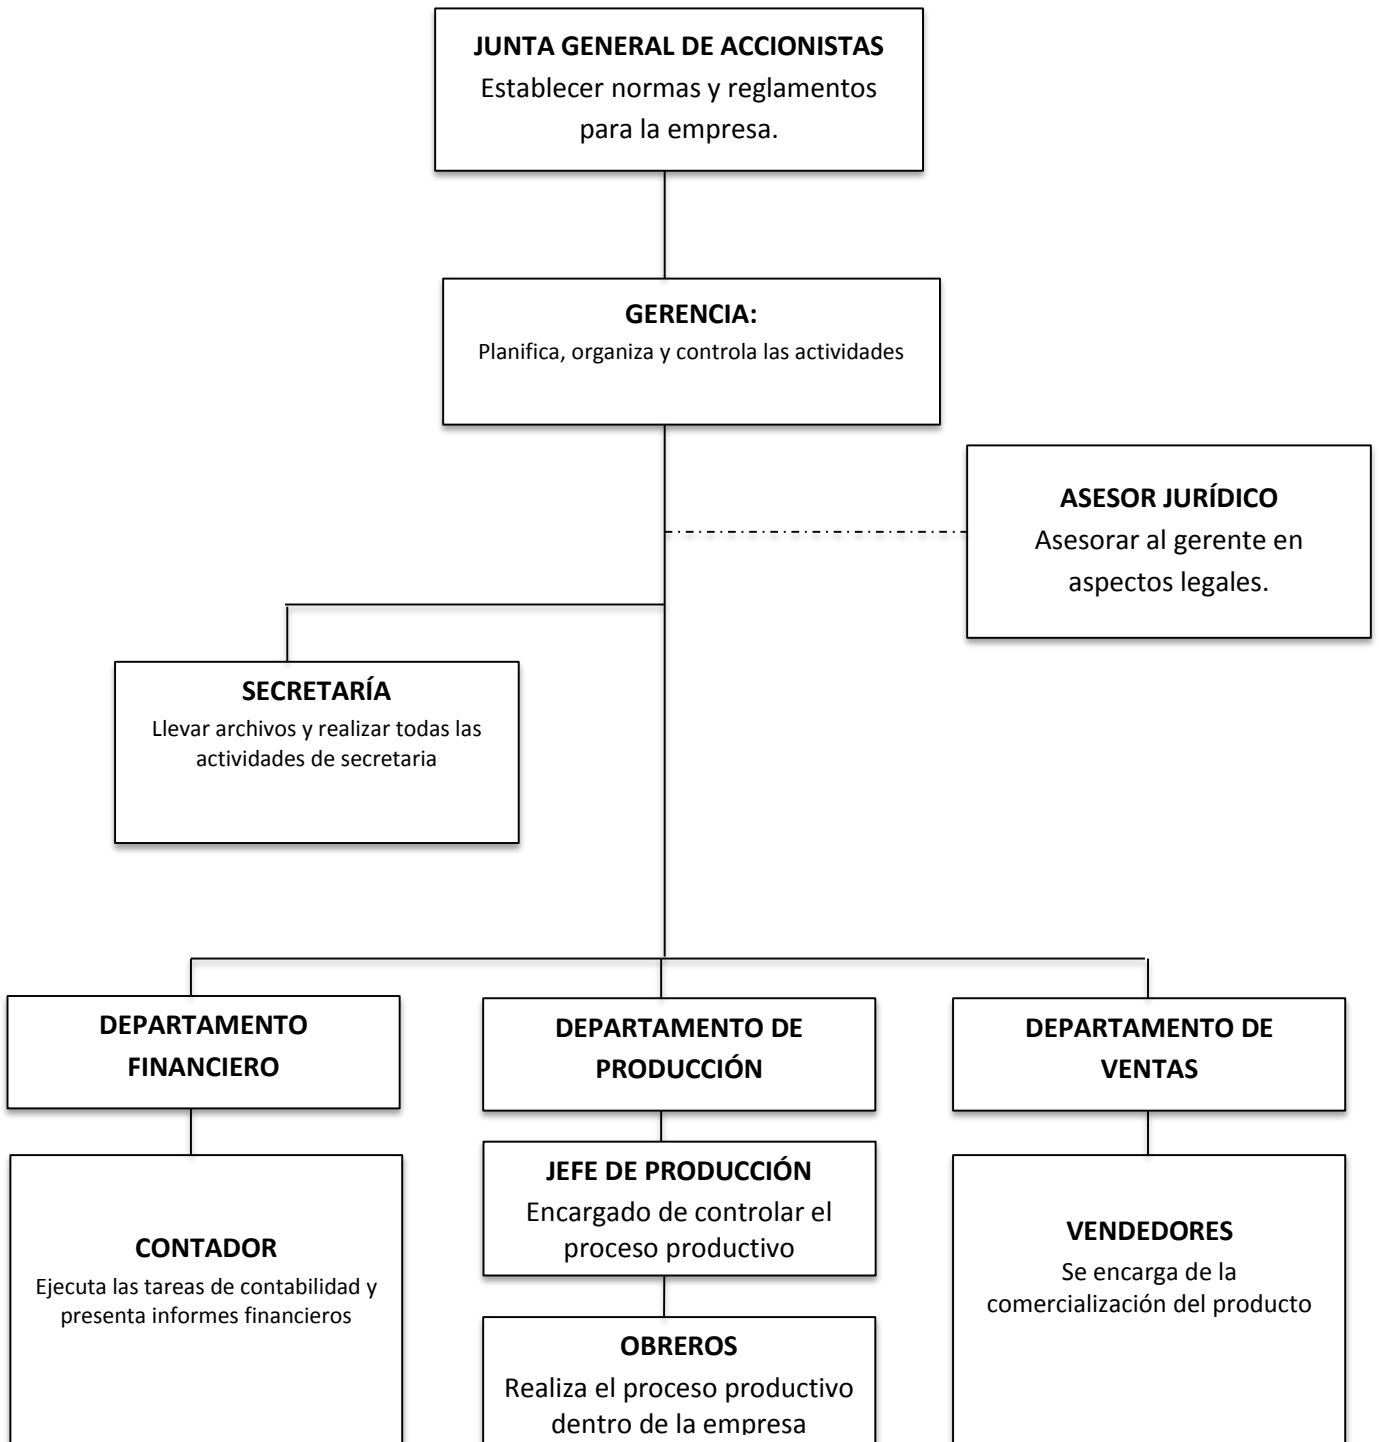 JUNTA GENERAL DE ACCIONISTAS
Establecer normas y reglamentos
para la empresa.
GERENCIA:
Planifica, organiza y controla las actividades
ASESOR JURÍDICO
Asesorar al gerente en
aspectos legales.
SECRETARÍA
Llevar archivos y realizar todas las
actividades de secretaria
DEPARTAMENTO
FINANCIERO
DEPARTAMENTO DE
PRODUCCIÓN
DEPARTAMENTO DE
VENTAS
CONTADOR
Ejecuta las tareas de contabilidad y
presenta informes financieros
JEFE DE PRODUCCIÓN
Encargado de controlar el
proceso productivo
OBREROS
Realiza el proceso productivo
dentro de la empresa
VENDEDORES
Se encarga de la
comercialización del producto